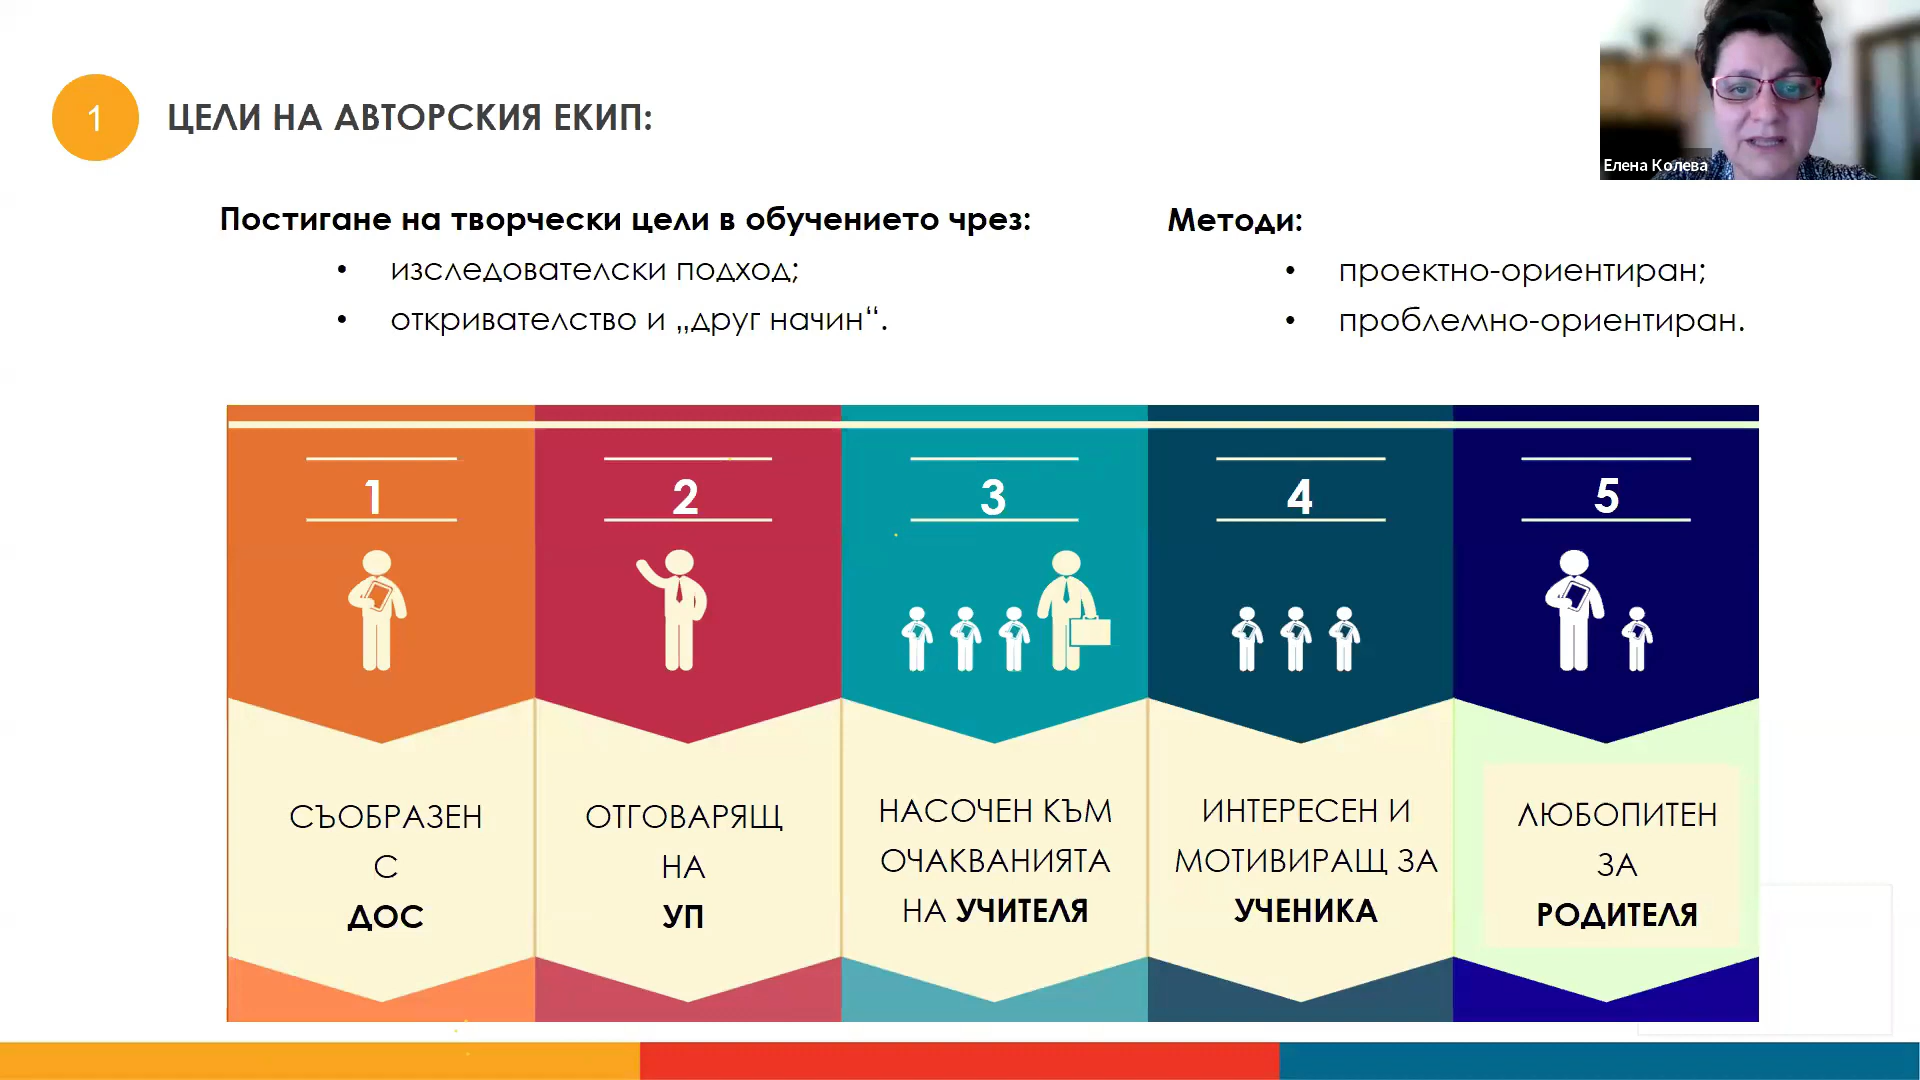 1
ЦЕЛИ НА АВТОРСКИЯ ЕКИП:
Елена Колева
Постигане на творчески цели в обучението чрез:
• изследователски подход;
• откривателство и „друг начин“.
Методи:
• проектно-ориентиран;
• проблемно-ориентиран.
1
СЪОБРАЗЕН
С
ДОС
2
ОТГОВАРЯЩ
НА
УП
3
НАСОЧЕН КЪМ
ОЧАКВАНИЯТА
НА УЧИТЕЛЯ
4
ИНТЕРЕСЕН И
МОТИВИРАЩ ЗА
УЧЕНИКА
5
ЛЮБОПИТЕН
ЗА
РОДИТЕЛЯ